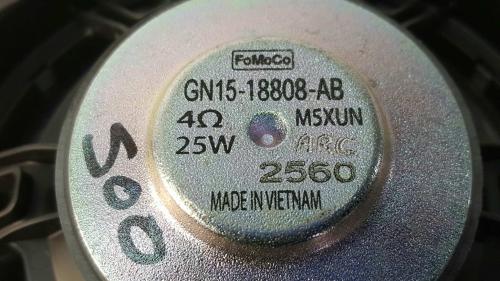 FoMoCo
GN15-18808-AB
4Ω M5XUN
25W ARC
2560
MADE IN VIETNAM
500